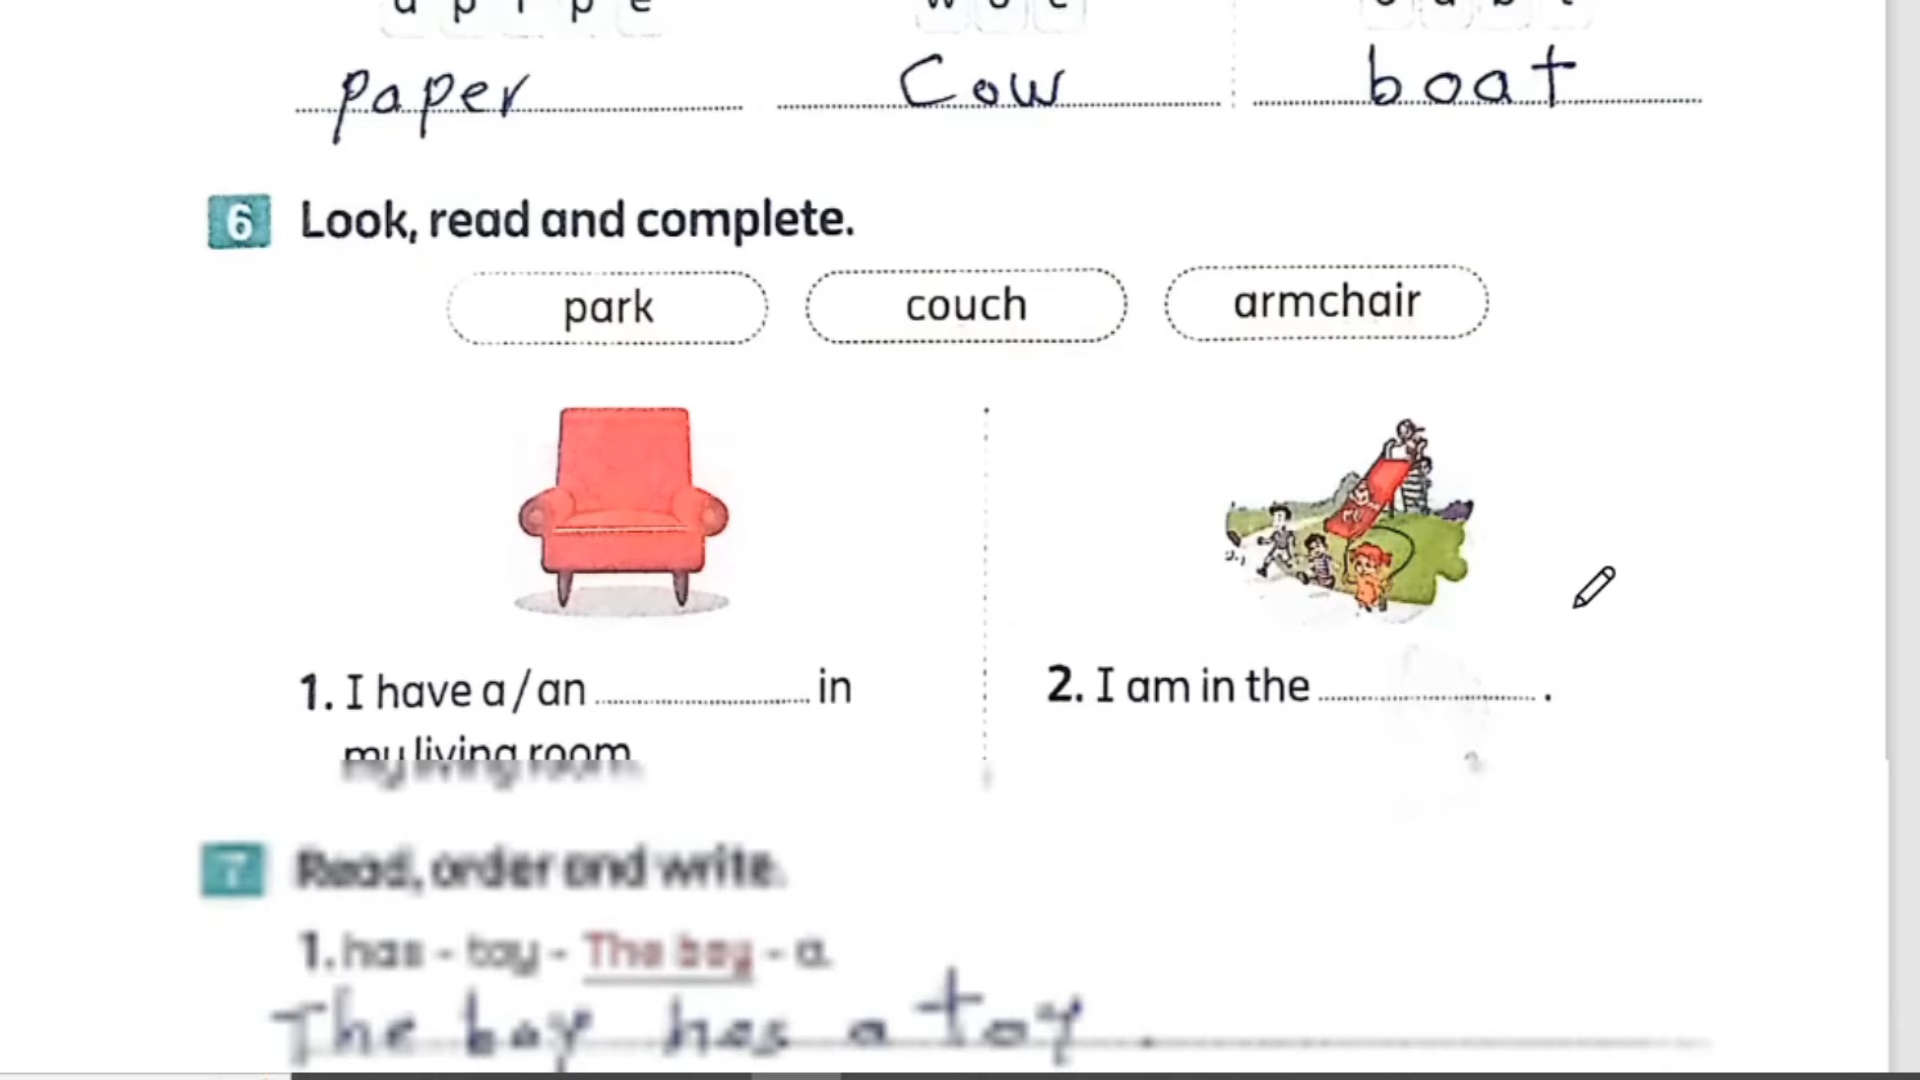 paper Cow boat
6 Look, read and complete.
park couch armchair
1. I have a/an ............ in
my living room.
2. I am in the ............ .
7 Read, order and write.
1. has - toy - The boy - a.
The boy has a toy .